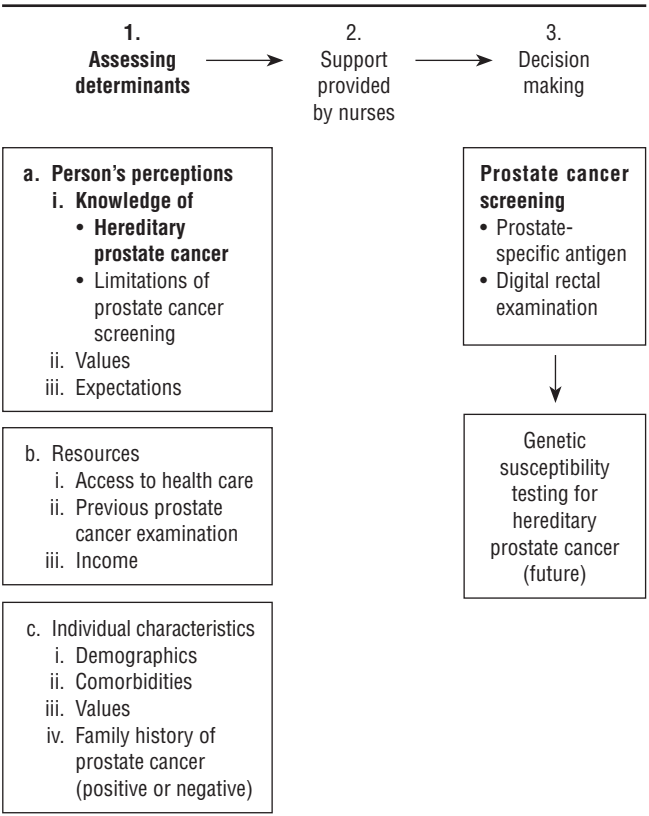 1.
Assessing
determinants
2.
Support
provided
by nurses
3.
Decision
making
a. Person's perceptions
i. Knowledge of
• Hereditary
prostate cancer
• Limitations of
prostate cancer
screening
ii. Values
iii. Expectations
b. Resources
i. Access to health care
ii. Previous prostate
cancer examination
iii. Income
c. Individual characteristics
i. Demographics
ii. Comorbidities
iii. Values
iv. Family history of
prostate cancer
(positive or negative)
Prostate cancer
screening
• Prostate-
specific antigen
• Digital rectal
examination
Genetic
susceptibility
testing for
hereditary
prostate cancer
(future)